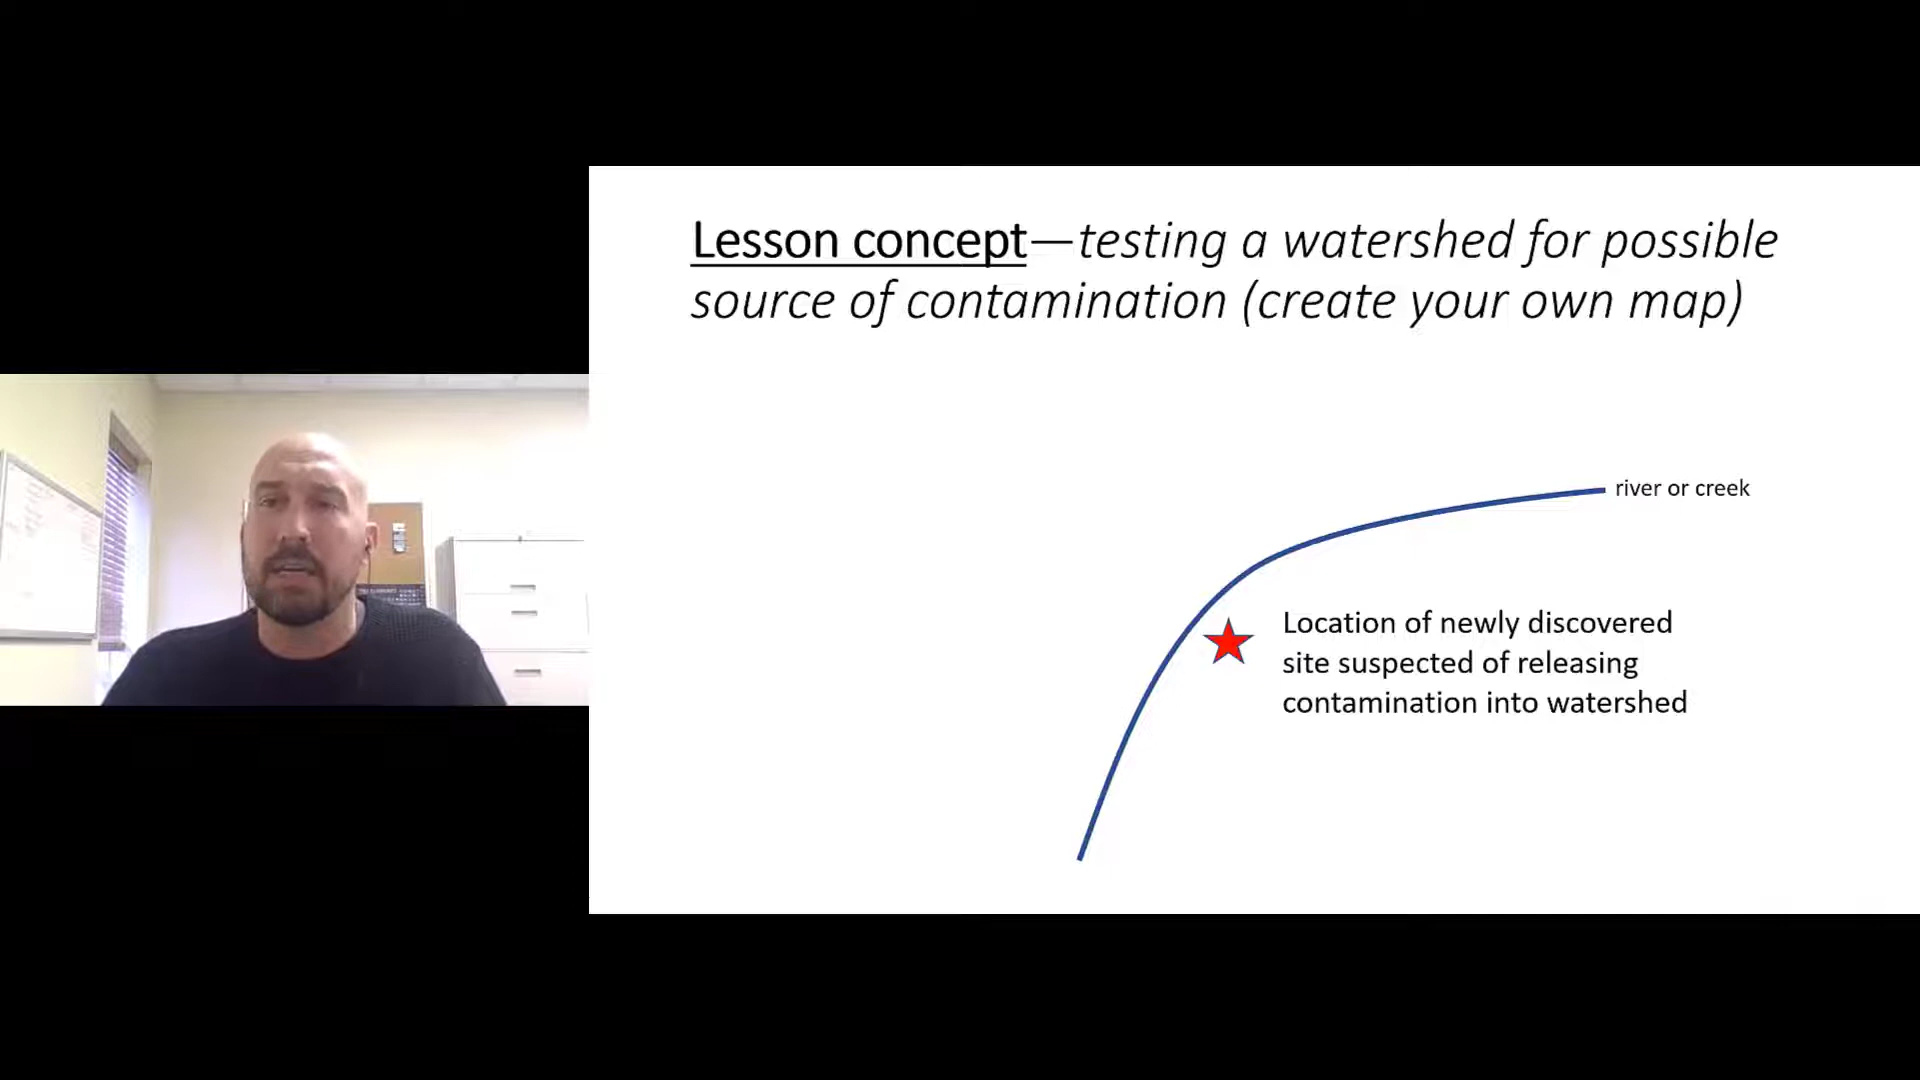 Lesson concept—testing a watershed for possible
source of contamination (create your own map)
river or creek
Location of newly discovered
site suspected of releasing
contamination into watershed